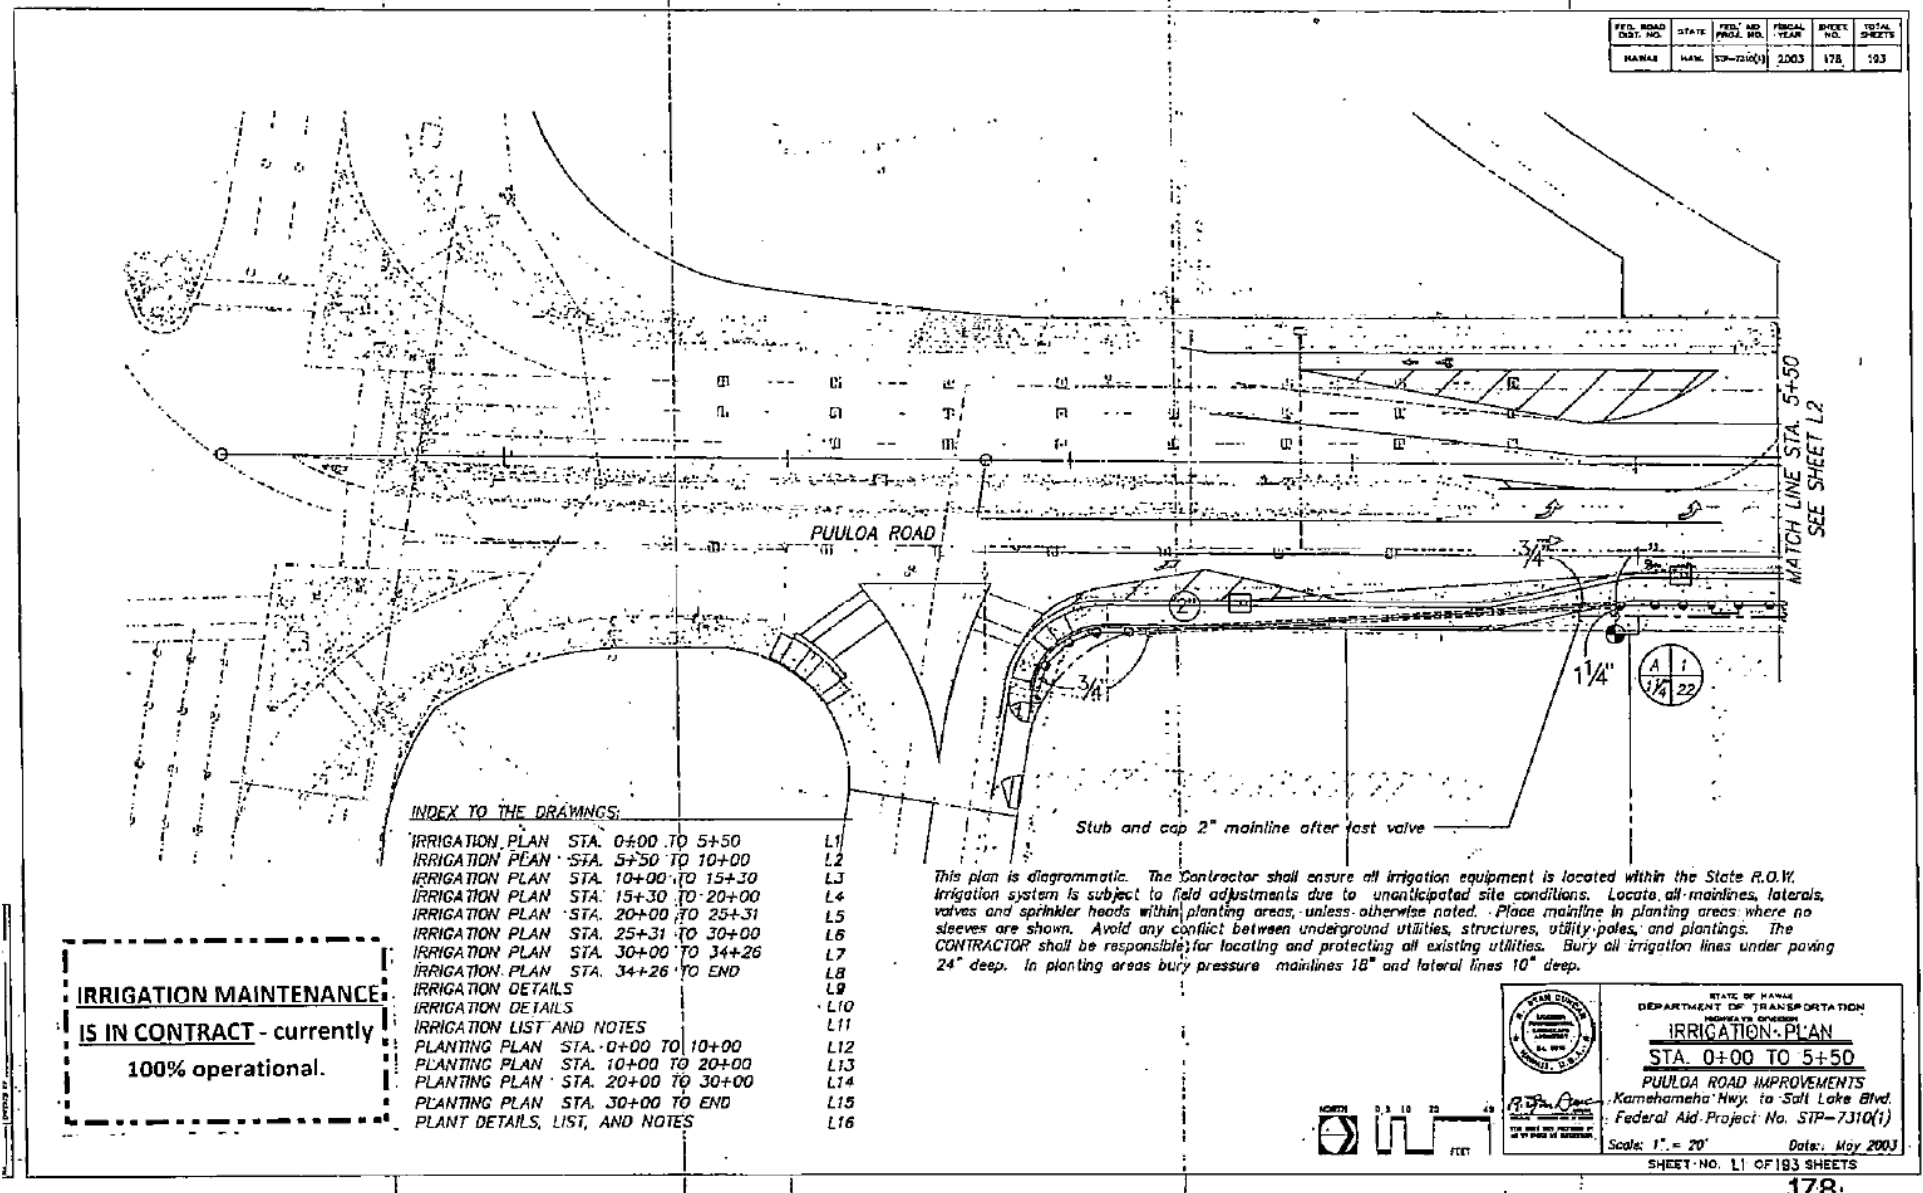 FED. ROAD DIST. NO. STATE FED. AID PROJ. NO. FISCAL YEAR SHEET NO. TOTAL SHEETS
HAWAII HAW. STP-7310(1) 2003 178 193
MATCH LINE STA. 5+50
SEE SHEET L2
PUULOA ROAD
3/4"
1"
2"
3/4"
1 1/4"
A 1
1 1/4" 22
Stub and cap 2" mainline after last valve
INDEX TO THE DRAWINGS:
IRRIGATION PLAN STA. 0+00 TO 5+50 L1
IRRIGATION PLAN STA. 5+50 TO 10+00 L2
IRRIGATION PLAN STA. 10+00 TO 15+30 L3
IRRIGATION PLAN STA. 15+30 TO 20+00 L4
IRRIGATION PLAN STA. 20+00 TO 25+31 L5
IRRIGATION PLAN STA. 25+31 TO 30+00 L6
IRRIGATION PLAN STA. 30+00 TO 34+26 L7
IRRIGATION PLAN STA. 34+26 TO END L8
IRRIGATION DETAILS L9
IRRIGATION DETAILS L10
IRRIGATION LIST AND NOTES L11
PLANTING PLAN STA. 0+00 TO 10+00 L12
PLANTING PLAN STA. 10+00 TO 20+00 L13
PLANTING PLAN STA. 20+00 TO 30+00 L14
PLANTING PLAN STA. 30+00 TO END L15
PLANT DETAILS, LIST, AND NOTES L16
This plan is diagrammatic. The Contractor shall ensure all irrigation equipment is located within the State R.O.W.
Irrigation system is subject to field adjustments due to unanticipated site conditions. Locate all mainlines, laterals,
valves and sprinkler heads within planting areas, unless otherwise noted. Place mainline in planting areas where no
sleeves are shown. Avoid any conflict between underground utilities, structures, utility poles, and plantings. The
CONTRACTOR shall be responsible for locating and protecting all existing utilities. Bury all irrigation lines under paving
24" deep. In planting areas bury pressure mainlines 18" and lateral lines 10" deep.
IRRIGATION MAINTENANCE
IS IN CONTRACT - currently
100% operational.
NORTH
FEET
STATE OF HAWAII
DEPARTMENT OF TRANSPORTATION
HIGHWAYS DIVISION
IRRIGATION PLAN
STA. 0+00 TO 5+50
PUULOA ROAD IMPROVEMENTS
Kamehameha Hwy. to Salt Lake Blvd.
Federal Aid Project No. STP-7310(1)
Scale: 1" = 20' Date: May 2003
SHEET NO. L1 OF 193 SHEETS
178